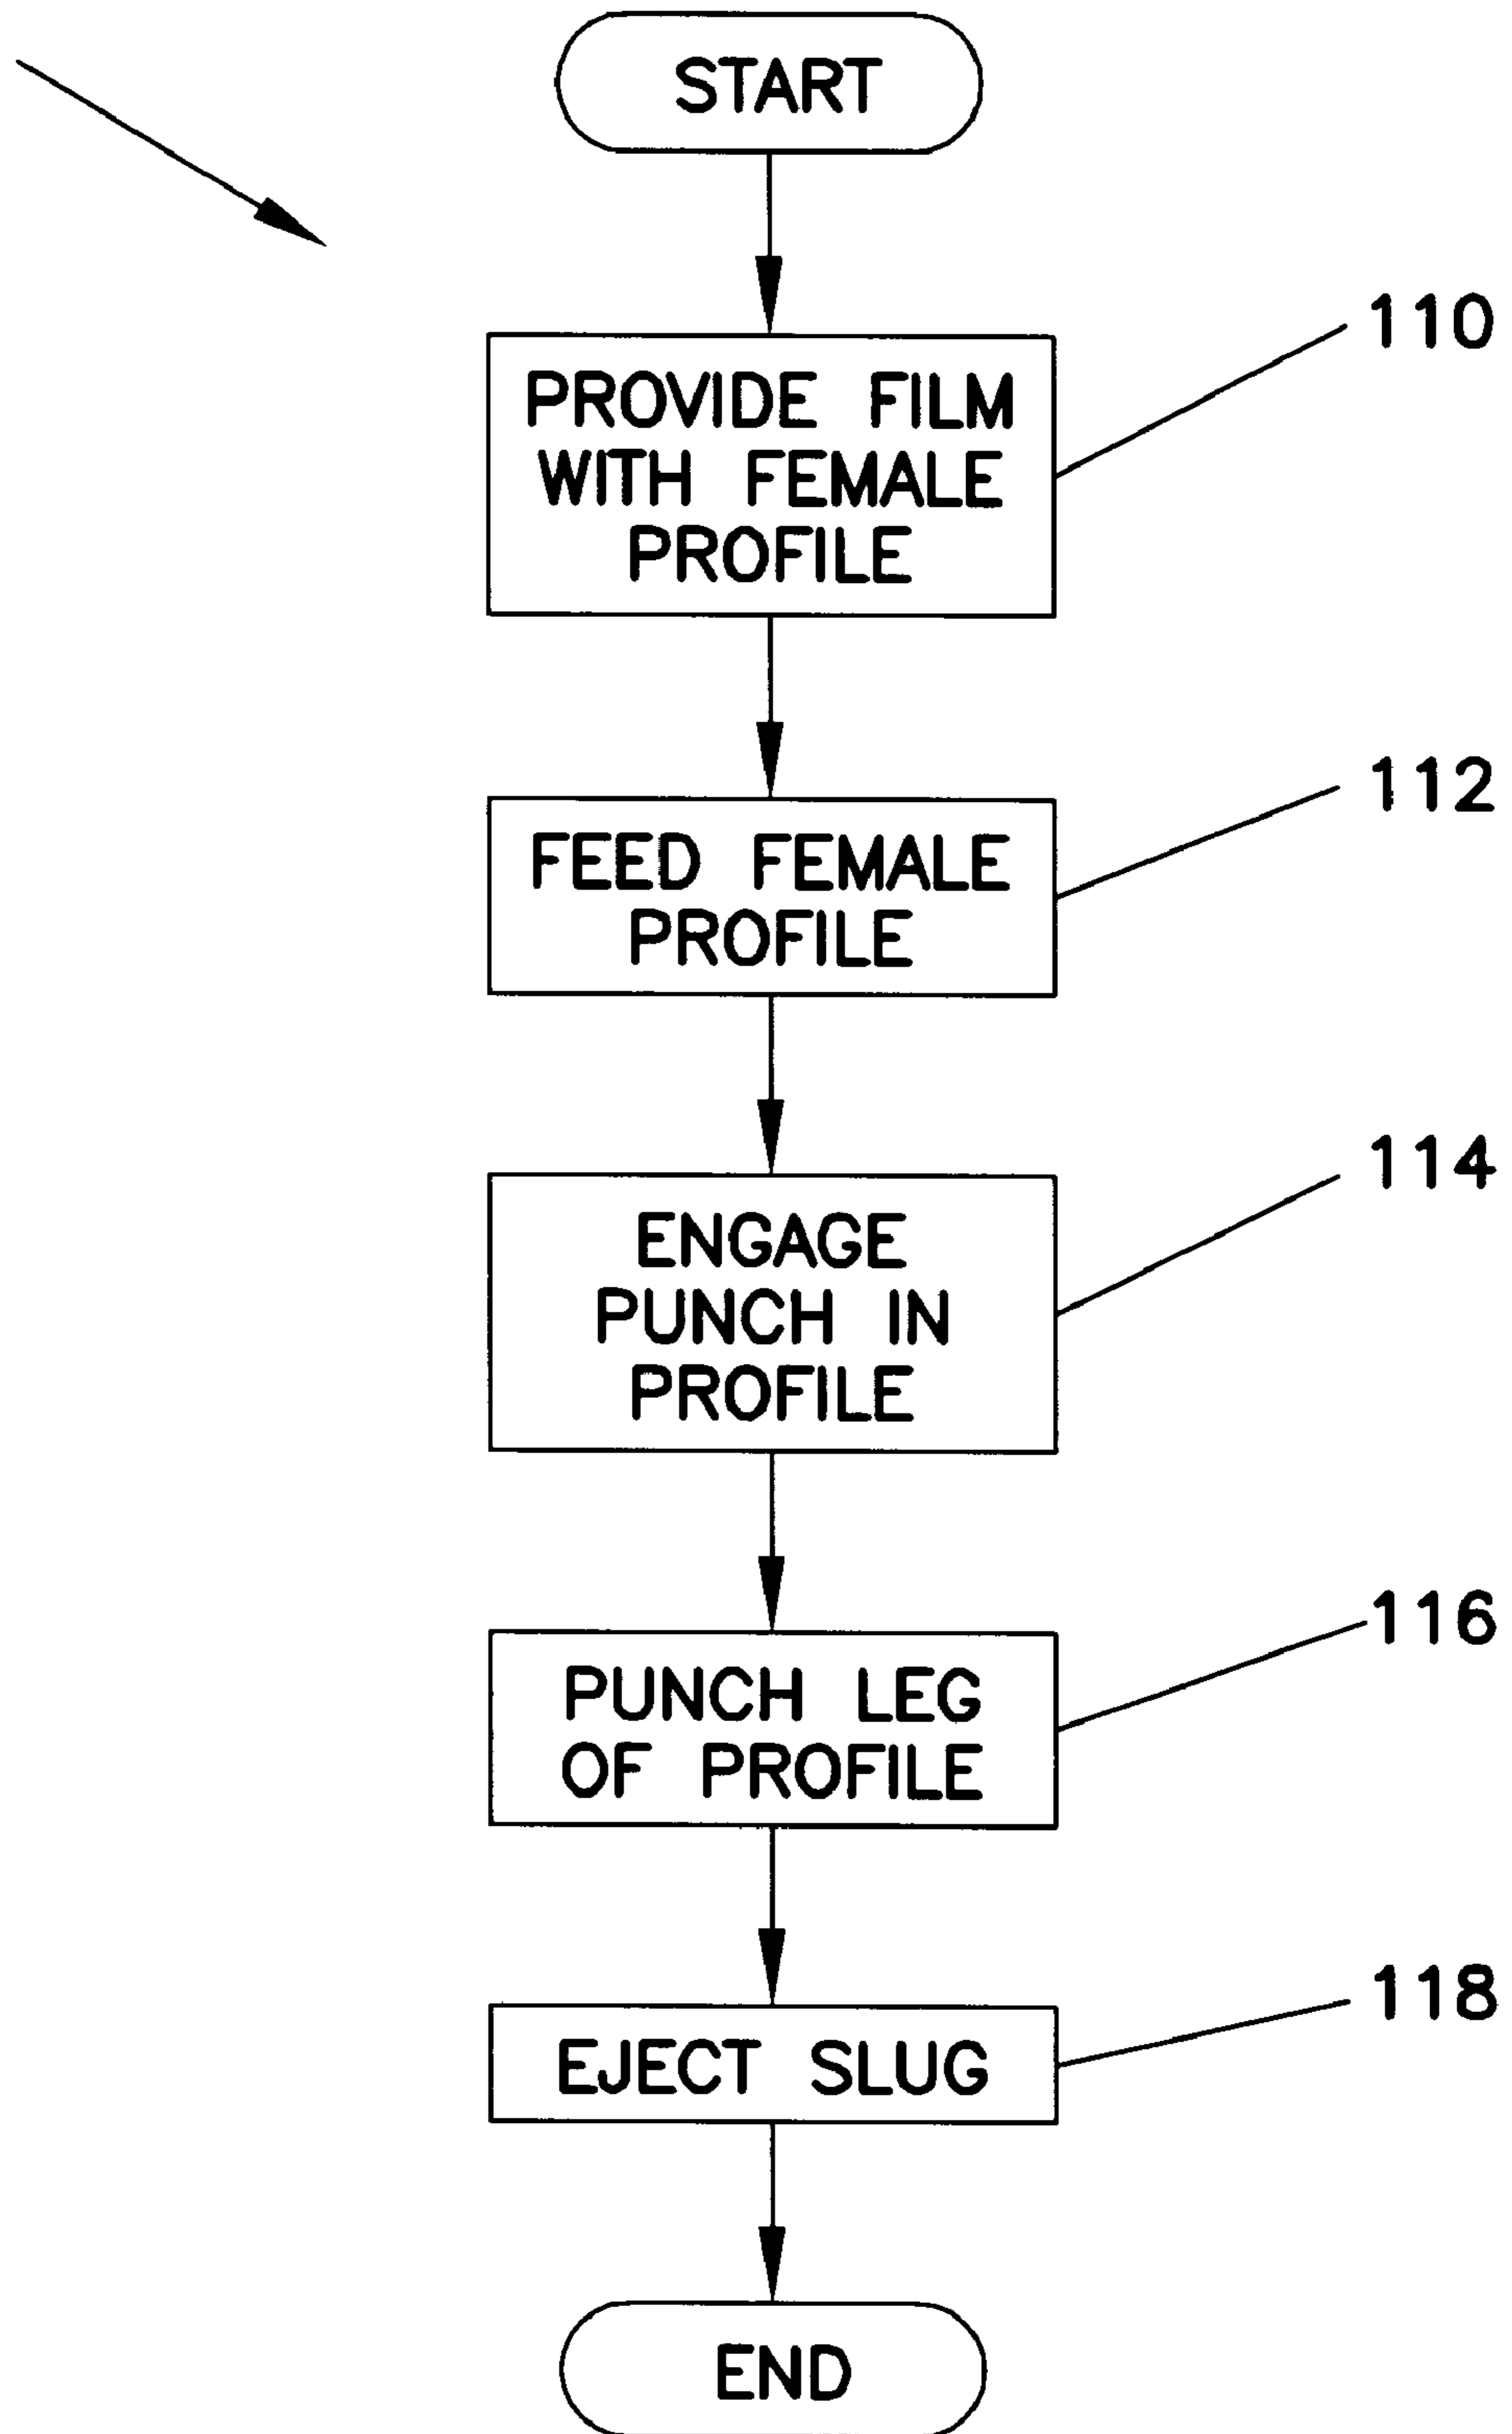 START
110
PROVIDE FILM
WITH FEMALE
PROFILE
112
FEED FEMALE
PROFILE
114
ENGAGE
PUNCH IN
PROFILE
116
PUNCH LEG
OF PROFILE
118
EJECT SLUG
END